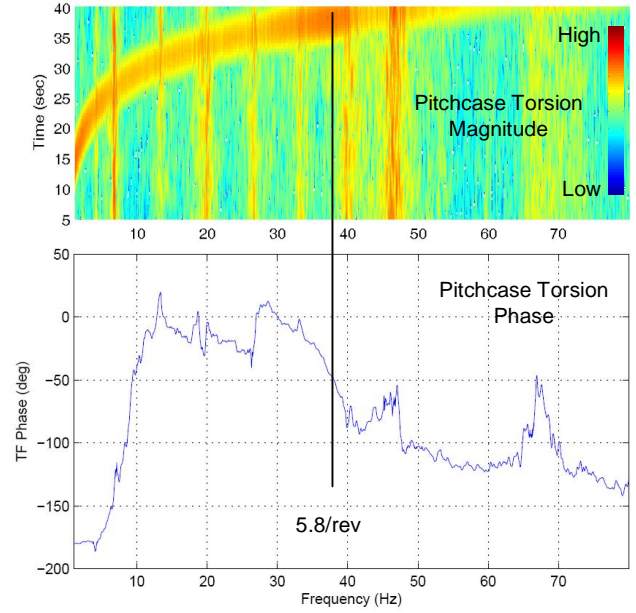 40
35
30
25
20
15
10
5
Time (sec)
High
Pitchcase Torsion
Magnitude
Low
10 20 30 40 50 60 70
50
0
−50
−100
−150
−200
TF Phase (deg)
Pitchcase Torsion
Phase
5.8/rev
10 20 30 40 50 60 70
Frequency (Hz)